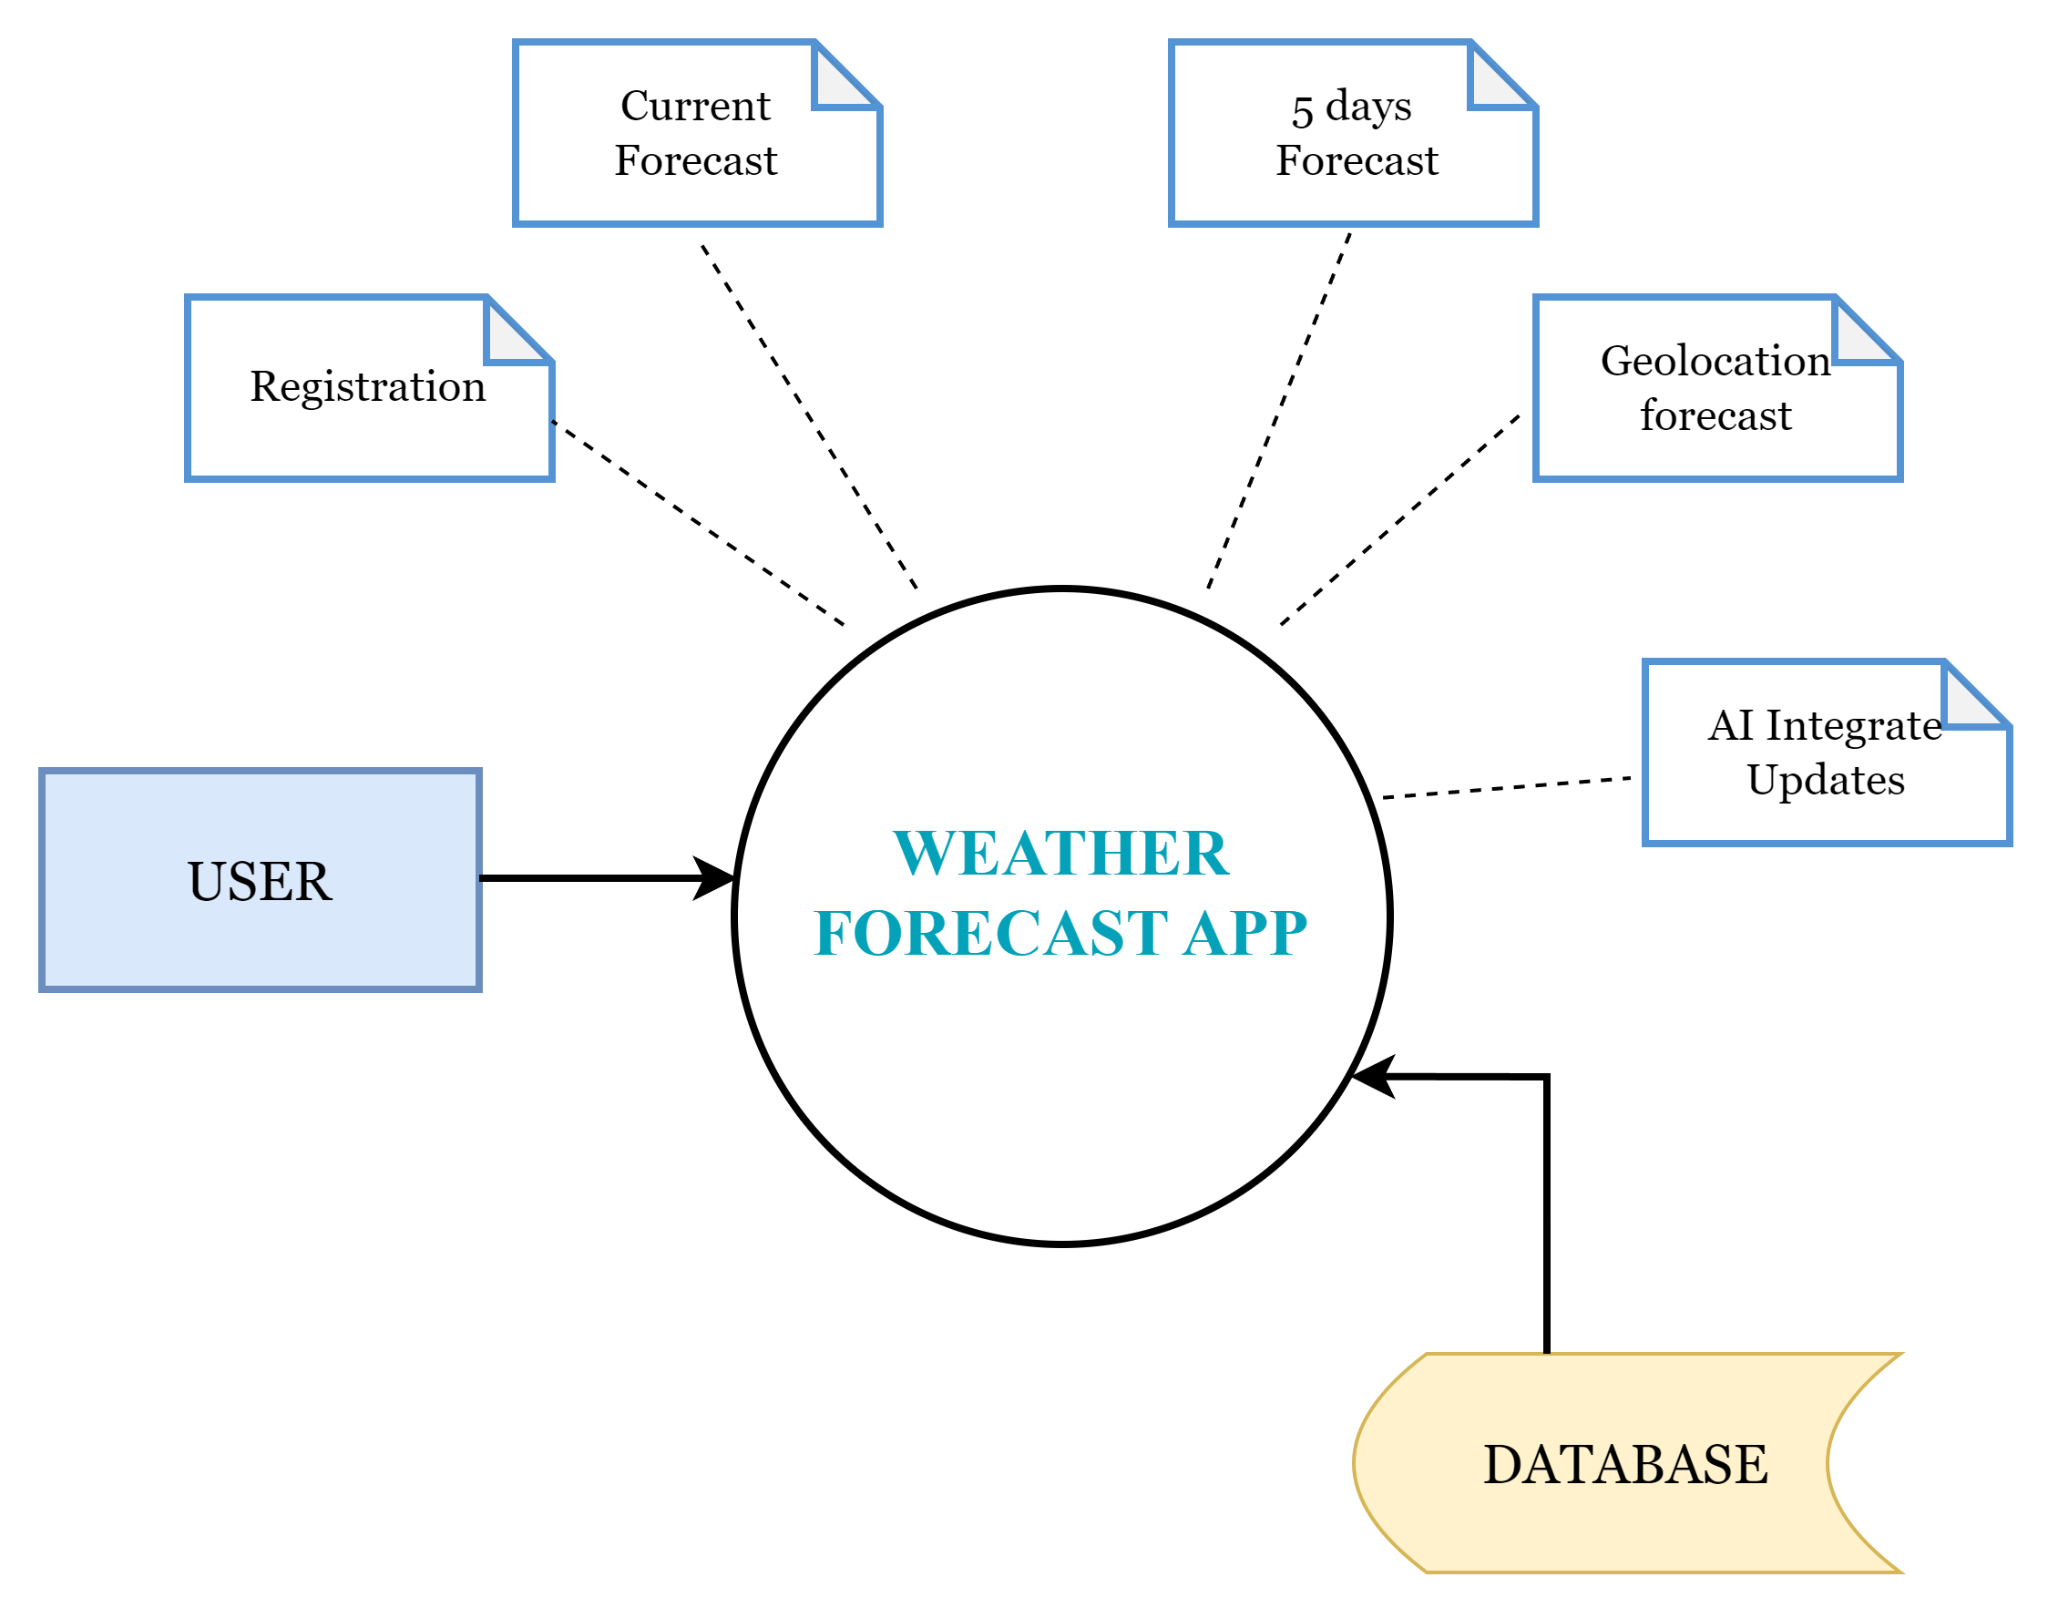 Current
Forecast
5 days
Forecast
Registration
Geolocation
forecast
AI Integrate
Updates
USER
WEATHER
FORECAST APP
DATABASE